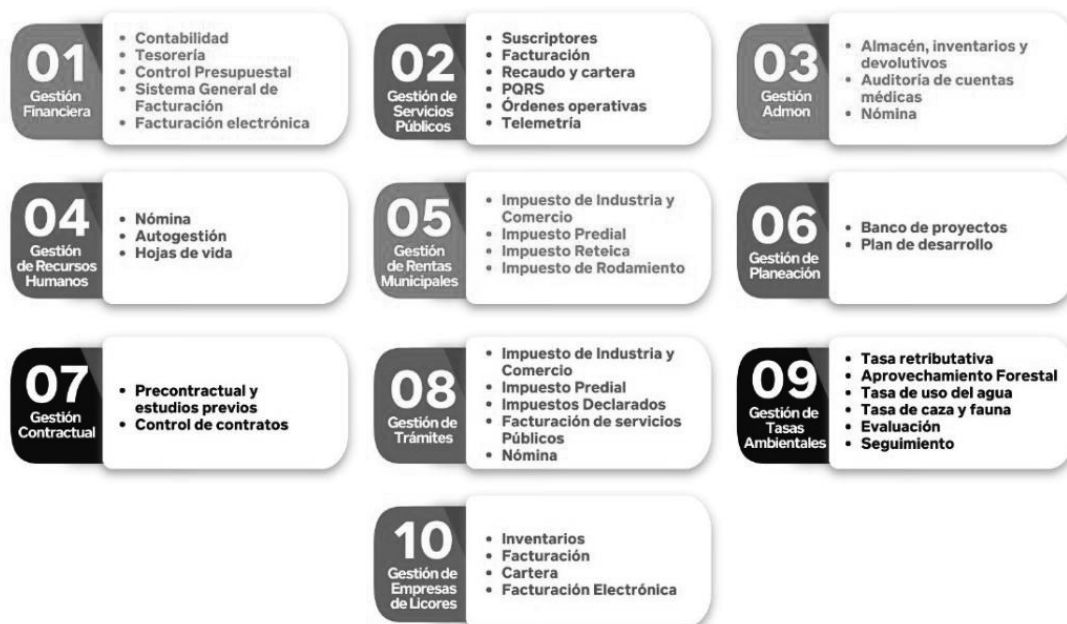 01
Gestión
Financiera
• Contabilidad
• Tesorería
• Control Presupuestal
• Sistema General de
Facturación
• Facturación electrónica
02
Gestión de
Servicios
Públicos
• Suscriptores
• Facturación
• Recaudo y cartera
• PQRS
• Órdenes operativas
• Telemetría
03
Gestión
Admon
• Almacén, inventarios y
devolutivos
• Auditoría de cuentas
médicas
• Nómina
04
Gestión
de Recursos
Humanos
• Nómina
• Autogestión
• Hojas de vida
05
Gestión
de Rentas
Municipales
• Impuesto de Industria y
Comercio
• Impuesto Predial
• Impuesto Reteica
• Impuesto de Rodamiento
06
Gestión de
Planeación
• Banco de proyectos
• Plan de desarrollo
07
Gestión
Contractual
• Precontractual y
estudios previos
• Control de contratos
08
Gestión de
Trámites
• Impuesto de Industria y
Comercio
• Impuesto Predial
• Impuestos Declarados
• Facturación de servicios
Públicos
• Nómina
09
Gestión de
Tasas
Ambientales
• Tasa retributativa
• Aprovechamiento Forestal
• Tasa de uso del agua
• Tasa de caza y fauna
• Evaluación
• Seguimiento
10
Gestión de
Empresas
de Licores
• Inventarios
• Facturación
• Cartera
• Facturación Electrónica